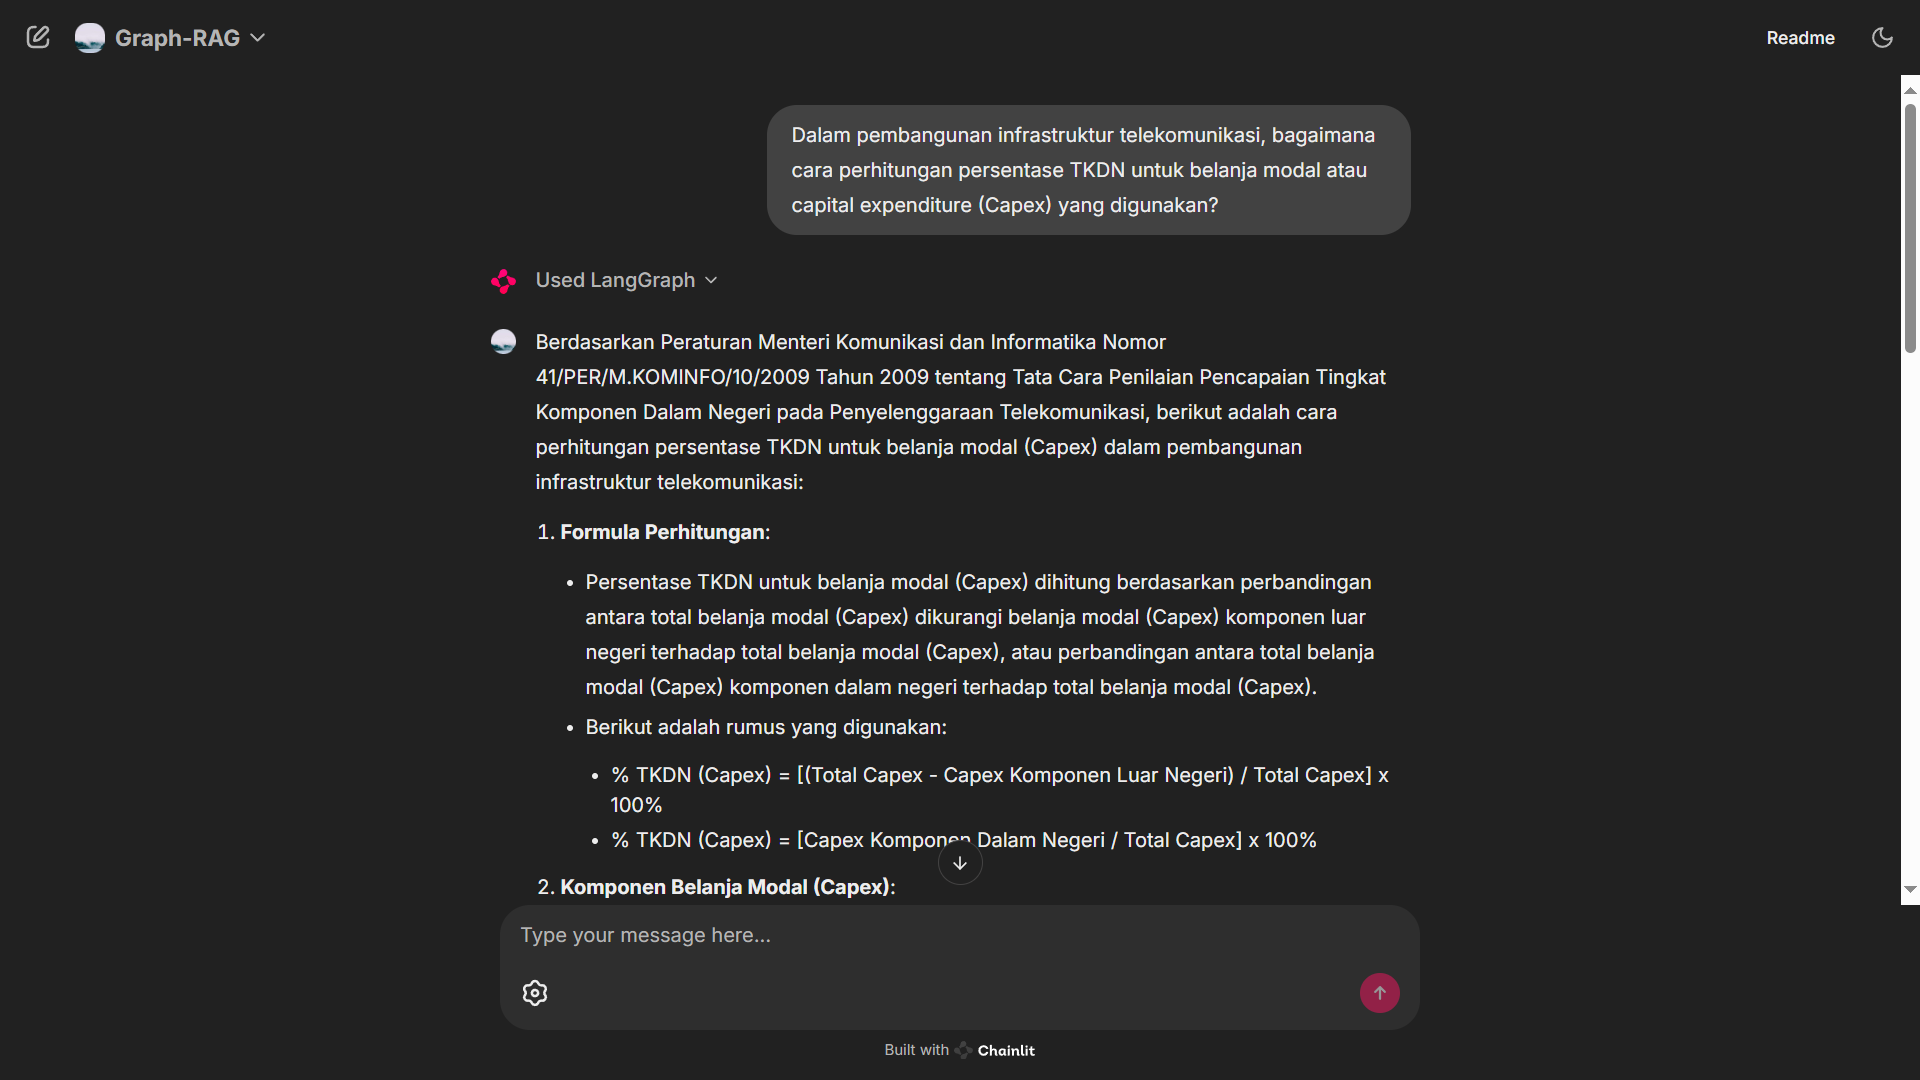 Graph-RAG
Readme
Dalam pembangunan infrastruktur telekomunikasi, bagaimana
cara perhitungan persentase TKDN untuk belanja modal atau
capital expenditure (Capex) yang digunakan?
Used LangGraph
Berdasarkan Peraturan Menteri Komunikasi dan Informatika Nomor
41/PER/M.KOMINFO/10/2009 Tahun 2009 tentang Tata Cara Penilaian Pencapaian Tingkat
Komponen Dalam Negeri pada Penyelenggaraan Telekomunikasi, berikut adalah cara
perhitungan persentase TKDN untuk belanja modal (Capex) dalam pembangunan
infrastruktur telekomunikasi:
1. Formula Perhitungan:
• Persentase TKDN untuk belanja modal (Capex) dihitung berdasarkan perbandingan
antara total belanja modal (Capex) dikurangi belanja modal (Capex) komponen luar
negeri terhadap total belanja modal (Capex), atau perbandingan antara total belanja
modal (Capex) komponen dalam negeri terhadap total belanja modal (Capex).
• Berikut adalah rumus yang digunakan:
• % TKDN (Capex) = [(Total Capex - Capex Komponen Luar Negeri) / Total Capex] x
100%
• % TKDN (Capex) = [Capex Komponen Dalam Negeri / Total Capex] x 100%
2. Komponen Belanja Modal (Capex):
Type your message here...
Built with Chainlit